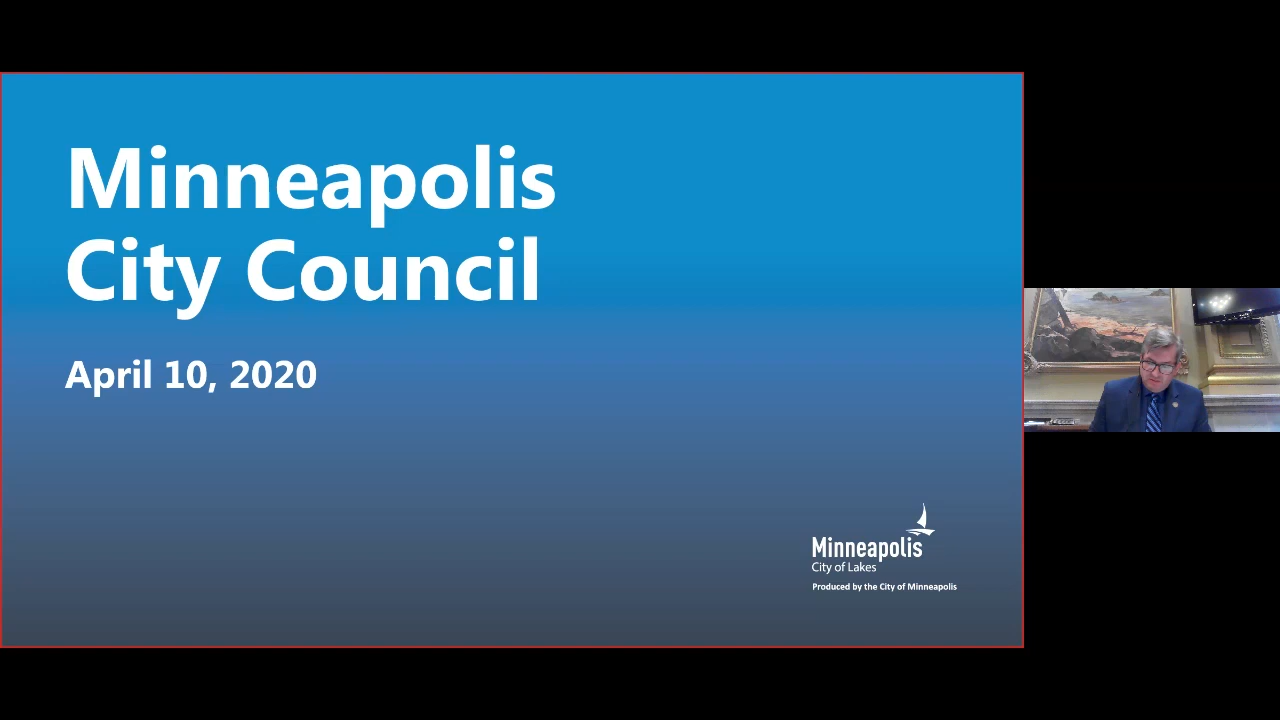 Minneapolis
City Council
April 10, 2020
Minneapolis
City of Lakes
Produced by the City of Minneapolis